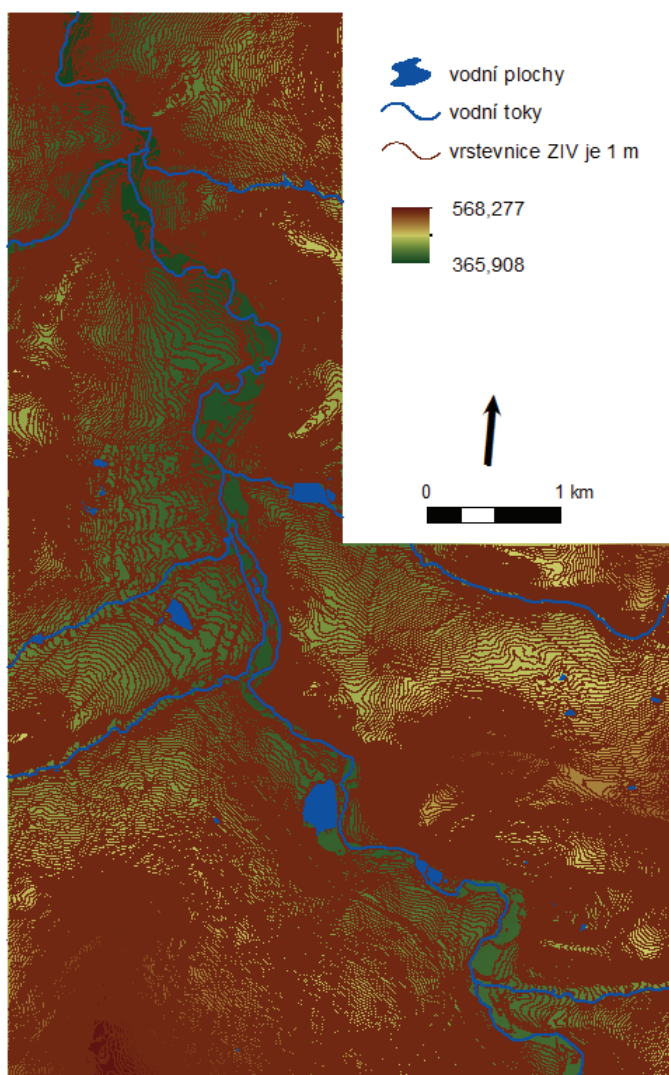 vodní plochy
vodní toky
vrstevnice ZIV je 1 m
568,277
365,908
0 1 km